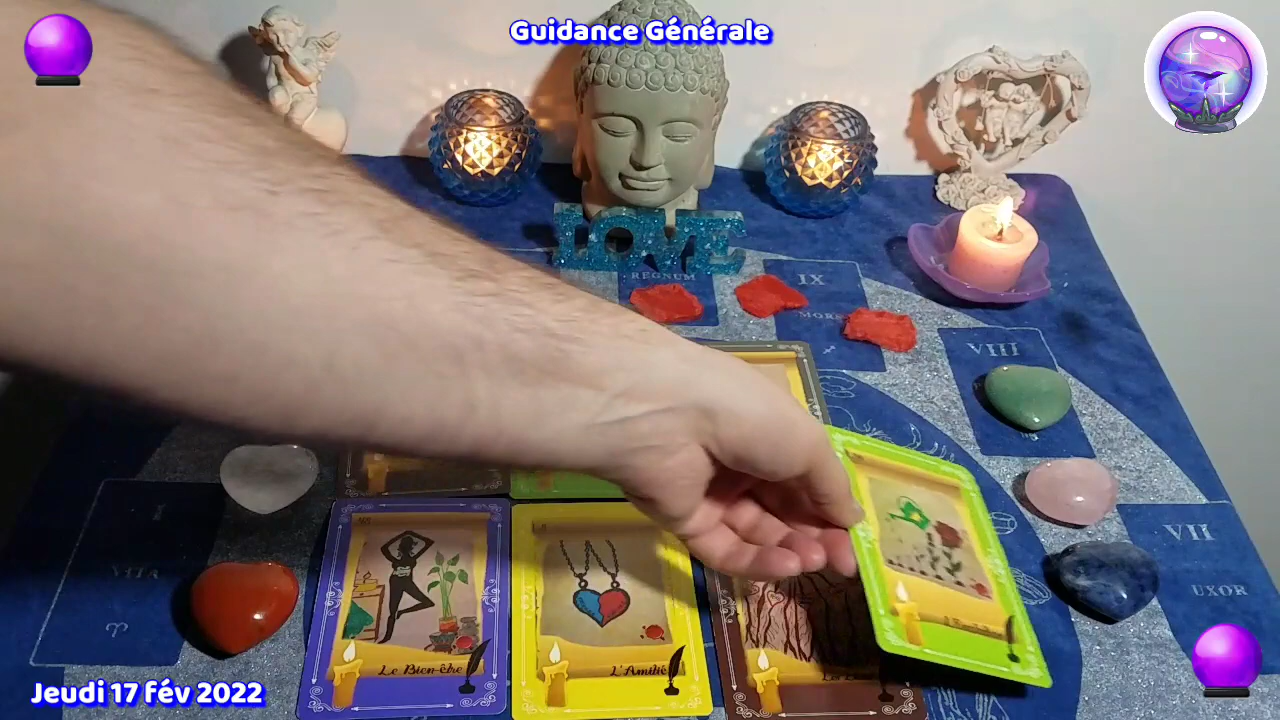 Guidance Générale
LOVE
REGNUM
IX
MORS
VIII
VII
UXOR
VITA
Le Bien-être
L'Amitié
Jeudi 17 fév 2022